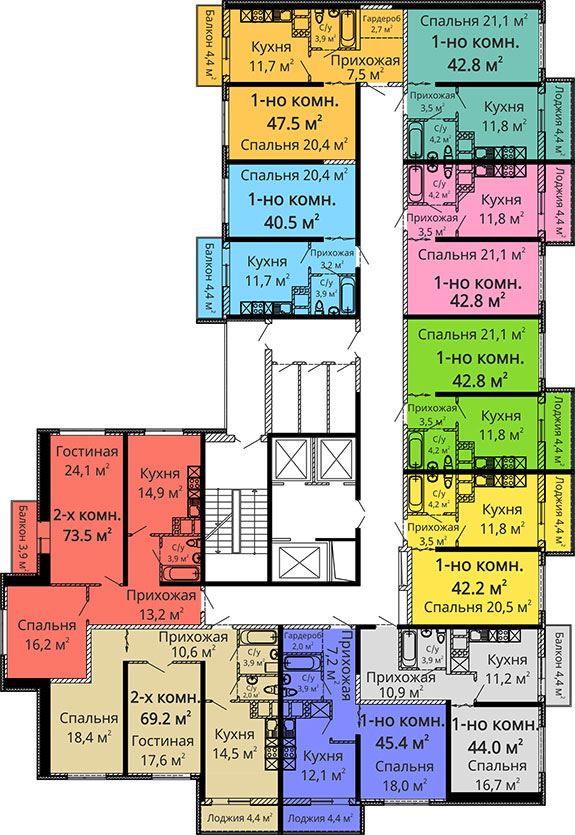 Балкон 4,4 м²
Кухня
11,7 м²
С/у
3,9 м²
Гардероб
2,7 м²
Прихожая
7,5 м²
1-но комн.
47.5 м²
Спальня 20,4 м²
Спальня 21,1 м²
1-но комн.
42.8 м²
Прихожая
3,5 м²
С/у
4,2 м²
Кухня
11,8 м²
Лоджия 4,4 м²
Спальня 20,4 м²
1-но комн.
40.5 м²
Балкон 4,4 м²
Кухня
11,7 м²
Прихожая
3,2 м²
С/у
3,9 м²
С/у
4,2 м²
Прихожая
3,5 м²
Кухня
11,8 м²
Лоджия 4,4 м²
Спальня 21,1 м²
1-но комн.
42.8 м²
Спальня 21,1 м²
1-но комн.
42.8 м²
Прихожая
3,5 м²
С/у
4,2 м²
Кухня
11,8 м²
Лоджия 4,4 м²
С/у
4,2 м²
Прихожая
3,5 м²
Кухня
11,8 м²
Лоджия 4,4 м²
1-но комн.
42.2 м²
Спальня 20,5 м²
Гостиная
24,1 м²
2-х комн.
73.5 м²
Балкон 3,9 м²
Кухня
14,9 м²
С/у
3,9 м²
Прихожая
13,2 м²
Спальня
16,2 м²
Прихожая
10,6 м²
С/у
3,9 м²
С/у
2,0 м²
Спальня
18,4 м²
2-х комн.
69.2 м²
Гостиная
17,6 м²
Кухня
14,5 м²
Лоджии 4,4 м²
Гардероб
2,0 м²
С/у
3,9 м²
Прихожая
7,2 м²
Кухня
12,1 м²
1-но комн.
45.4 м²
Спальня
18,0 м²
Лоджии 4,4 м²
Прихожая
10,9 м²
С/у
3,9 м²
Кухня
11,2 м²
Балкон 4,4 м²
1-но комн.
44.0 м²
Спальня
16,7 м²